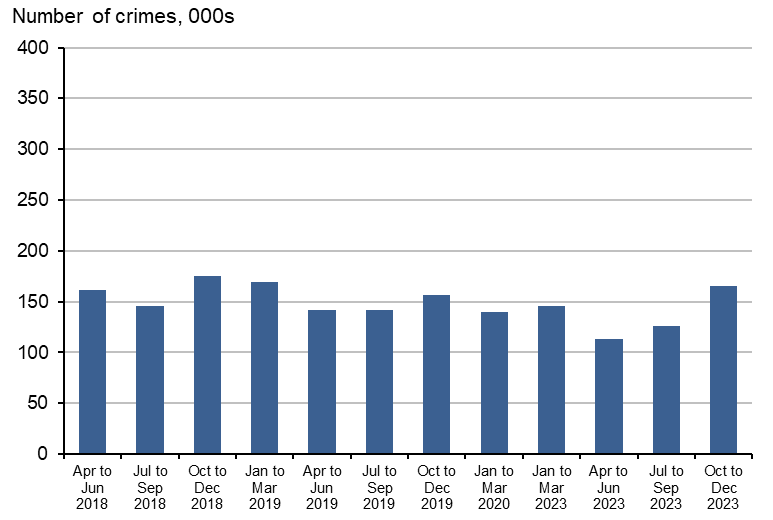 Number of crimes, 000s
400
350
300
250
200
150
100
50
0
Apr to Jul to Oct to Jan to Apr to Jul to Oct to Jan to Jan to Apr to Jul to Oct to
Jun Sep Dec Mar Jun Sep Dec Mar Mar Jun Sep Dec
2018 2018 2018 2019 2019 2019 2019 2020 2023 2023 2023 2023